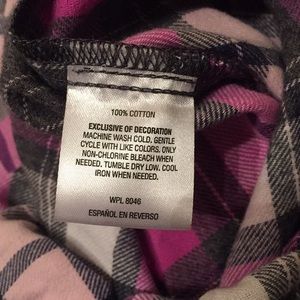 100% COTTON
EXCLUSIVE OF DECORATION
MACHINE WASH COLD, GENTLE
CYCLE WITH LIKE COLORS. ONLY
NON-CHLORINE BLEACH WHEN
NEEDED. TUMBLE DRY LOW. COOL
IRON WHEN NEEDED.
WPL 8046
ESPAÑOL EN REVERSO